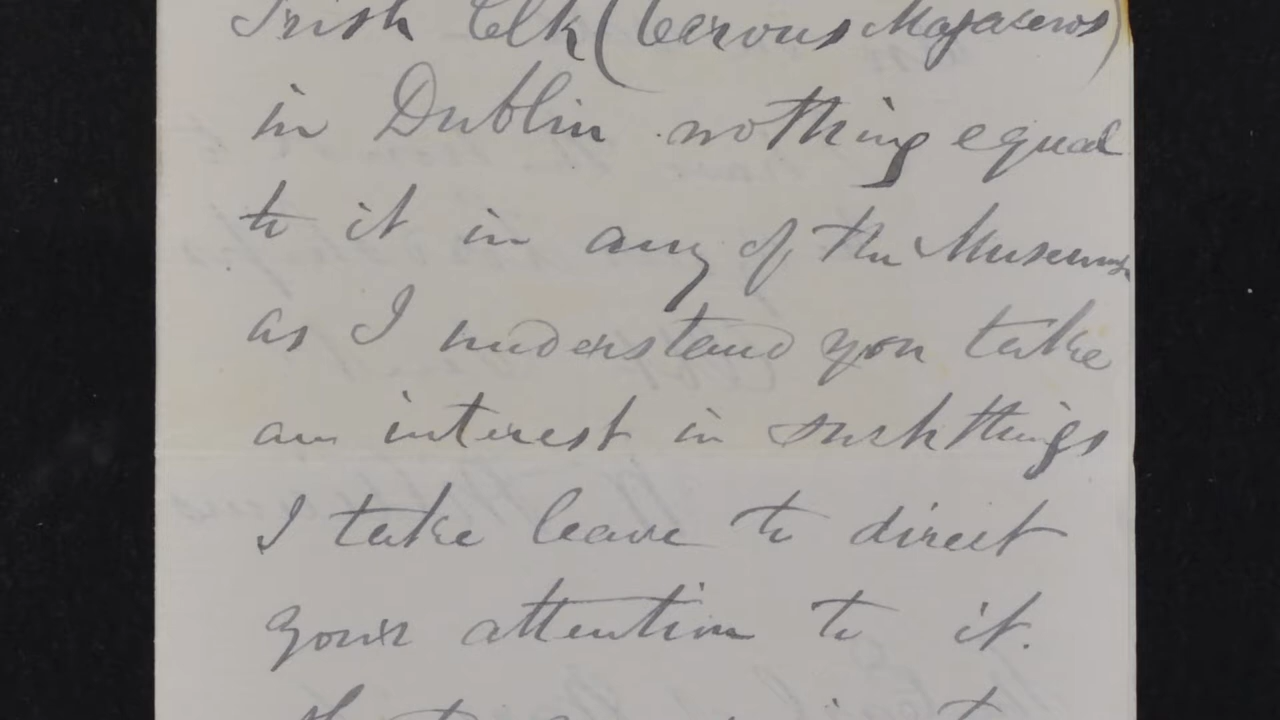 Irish Elk (Cervus Megaceros)
in Dublin nothing equal
to it in any of the Museums
as I understand you take
an interest in such things
I take leave to direct
your attention to it.